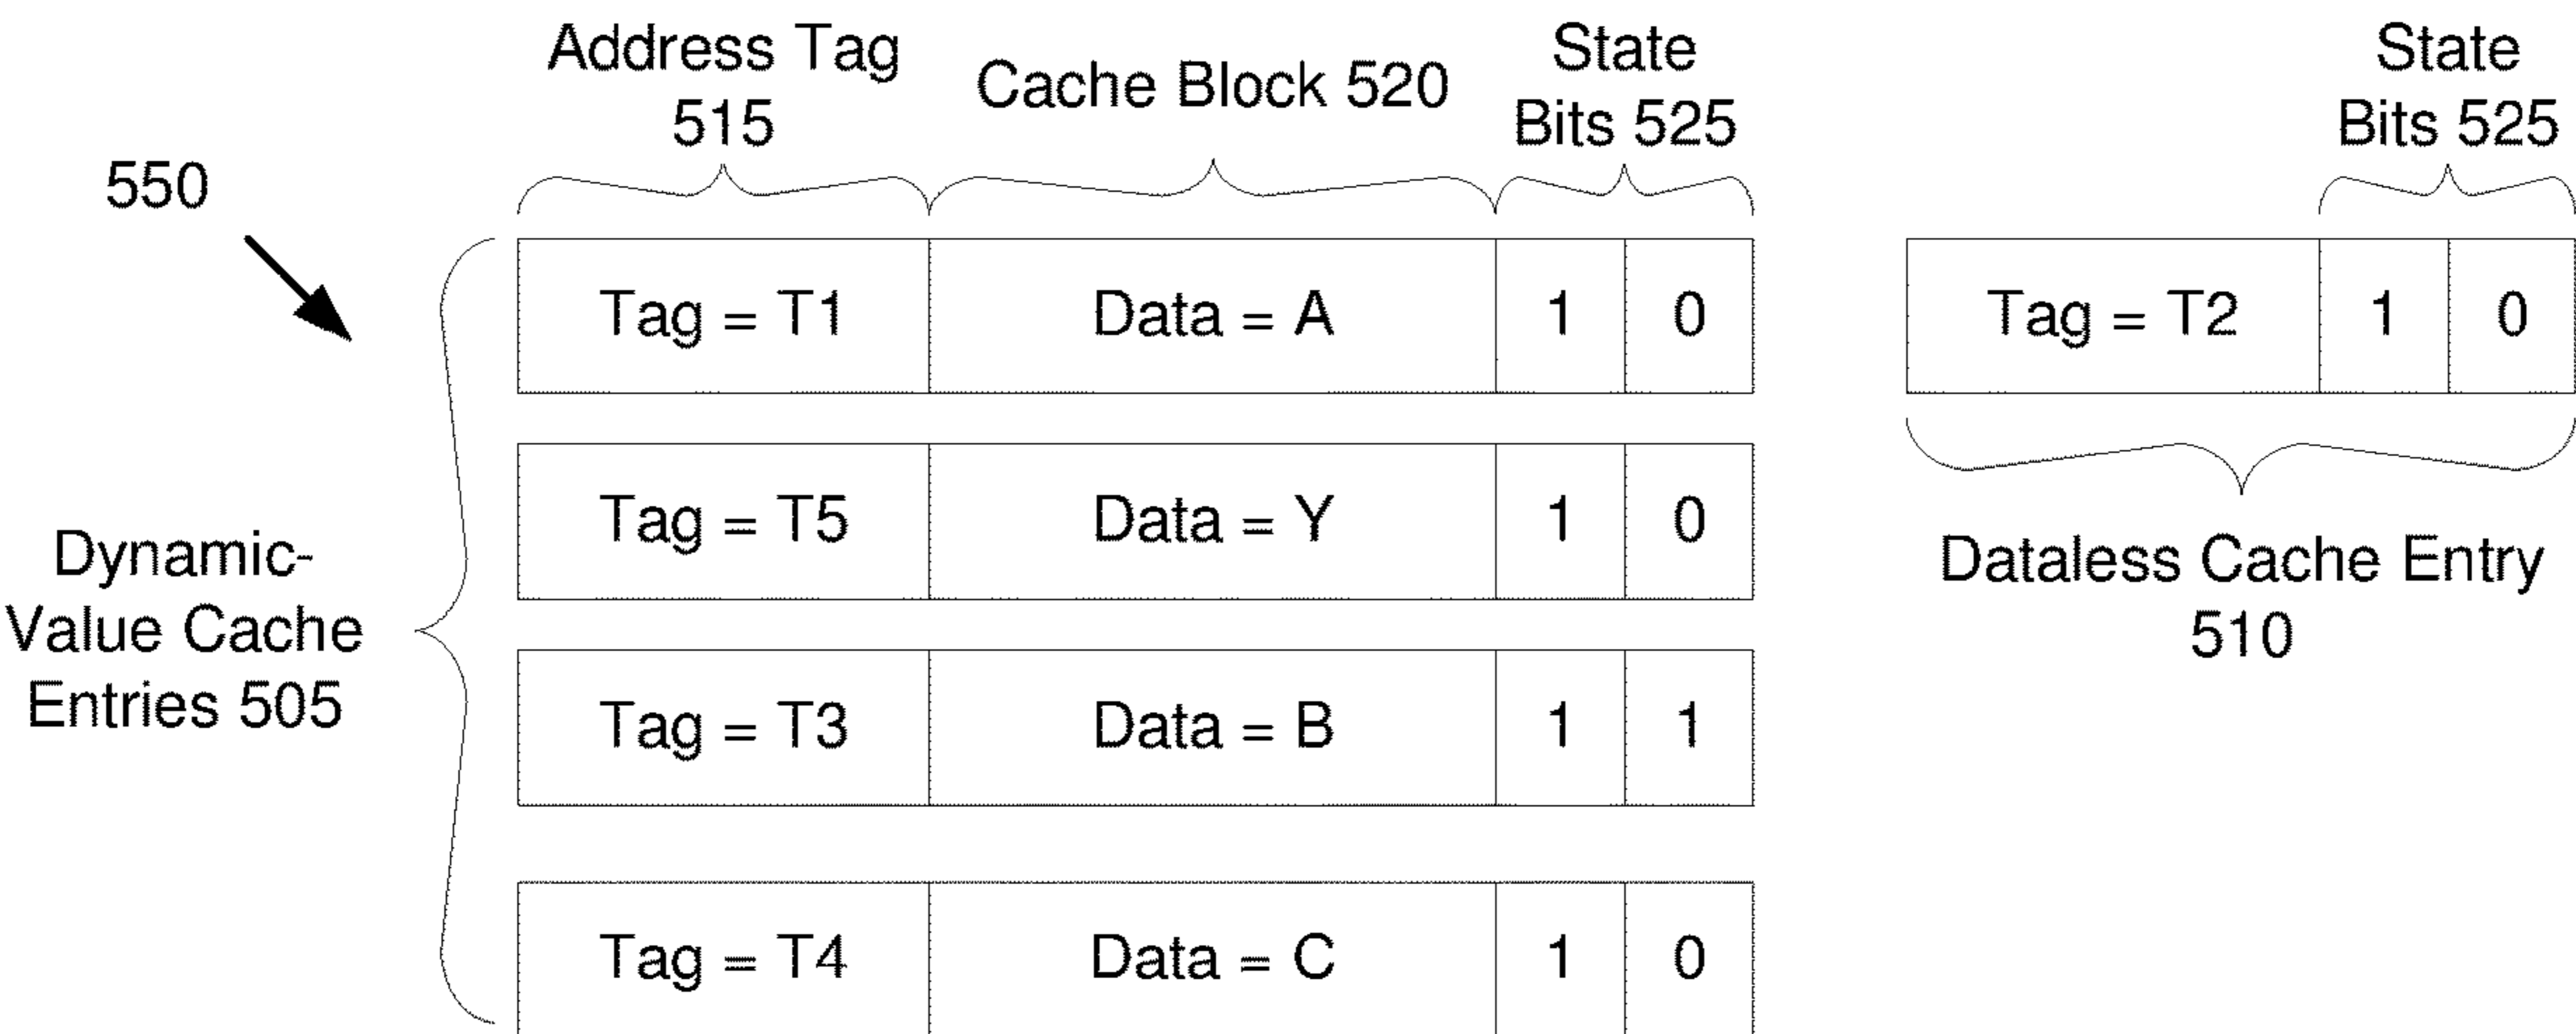 Address Tag
515
Cache Block 520
State
Bits 525
State
Bits 525
550
Tag = T1 Data = A 1 0
Tag = T2 1 0
Tag = T5 Data = Y 1 0
Dynamic-
Value Cache
Entries 505
Dataless Cache Entry
510
Tag = T3 Data = B 1 1
Tag = T4 Data = C 1 0